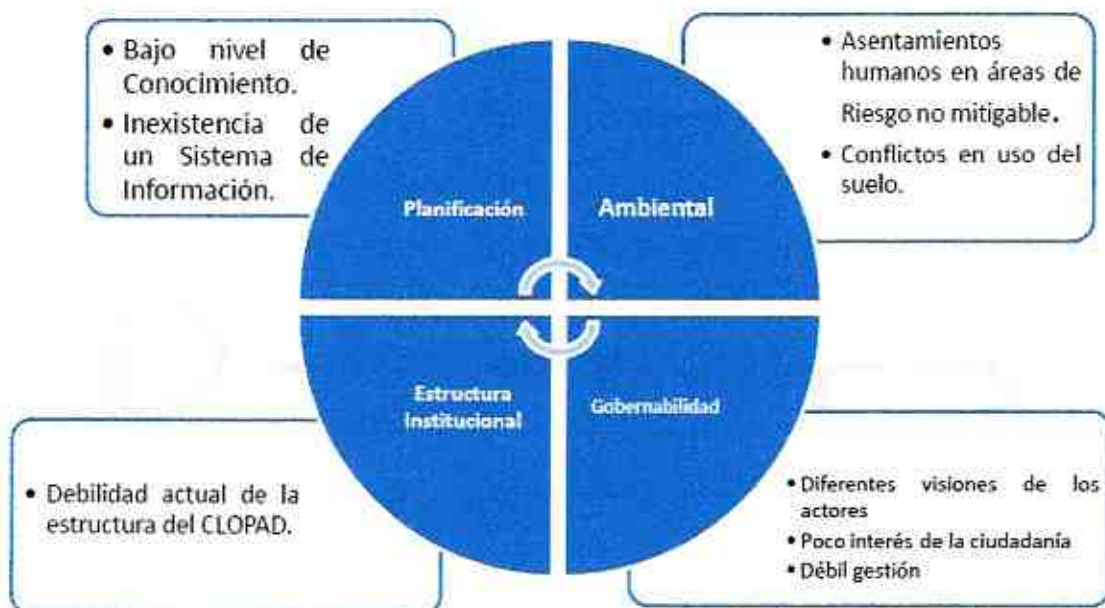 • Bajo nivel de
Conocimiento.
• Inexistencia de
un Sistema de
Información.
Planificación
• Asentamientos
humanos en áreas de
Riesgo no mitigable.
• Conflictos en uso del
suelo.
Ambiental
Estructura
Institucional
• Debilidad actual de la
estructura del CLOPAD.
Gobernabilidad
• Diferentes visiones de los
actores
• Poco interés de la ciudadanía
• Débil gestión